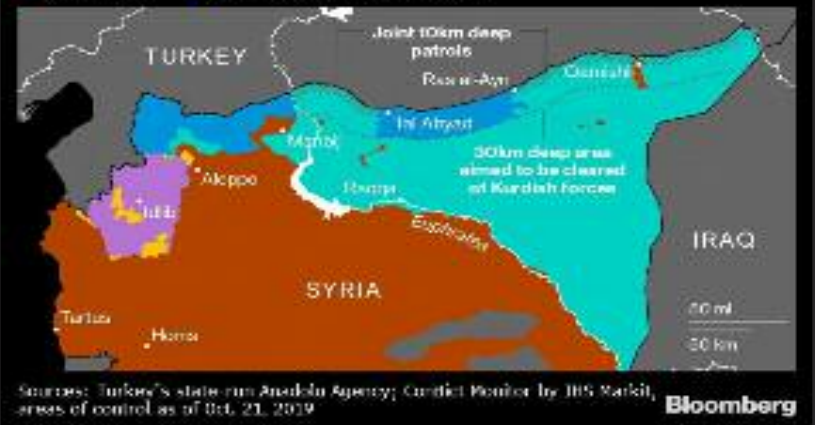 Joint 10km deep
patrols
TURKEY
Ras al-Ayn
Qamishli
Tal Abyad
Manbij
30km deep area
aimed to be cleared
of Kurdish forces
Aleppo
Raqqa
Idlib
Euphrates
IRAQ
SYRIA
50 mi
50 km
Tartus
Homs
Sources: Turkey's state-run Anadolu Agency; Conflict Monitor by IHS Markit,
areas of control as of Oct. 21, 2019
Bloomberg